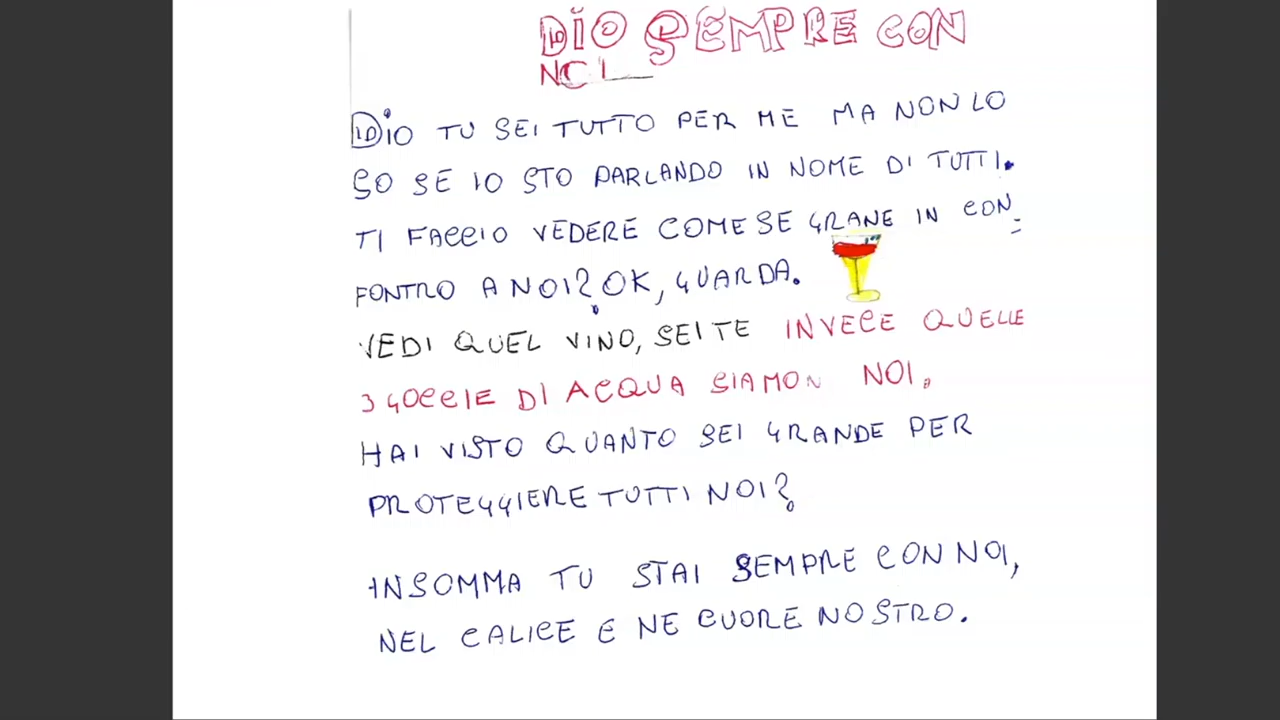 DIO SEMPRE CON
NOI
DIO TU SEI TUTTO PER ME MA NON LO
SO SE IO STO PARLANDO IN NOME DI TUTTI.
TI FACCIO VEDERE COME SE GRANE IN CON=
FONTRO A NOI? OK, GUARDA.
VEDI QUEL VINO, SEI TE INVECE QUELLE
3 GOCCIE DI ACQUA SIAMON NOI.
HAI VISTO QUANTO SEI GRANDE PER
PROTEGGIERE TUTTI NOI?
INSOMMA TU STAI SEMPRE CON NOI,
NEL CALICE E NE CUORE NOSTRO.